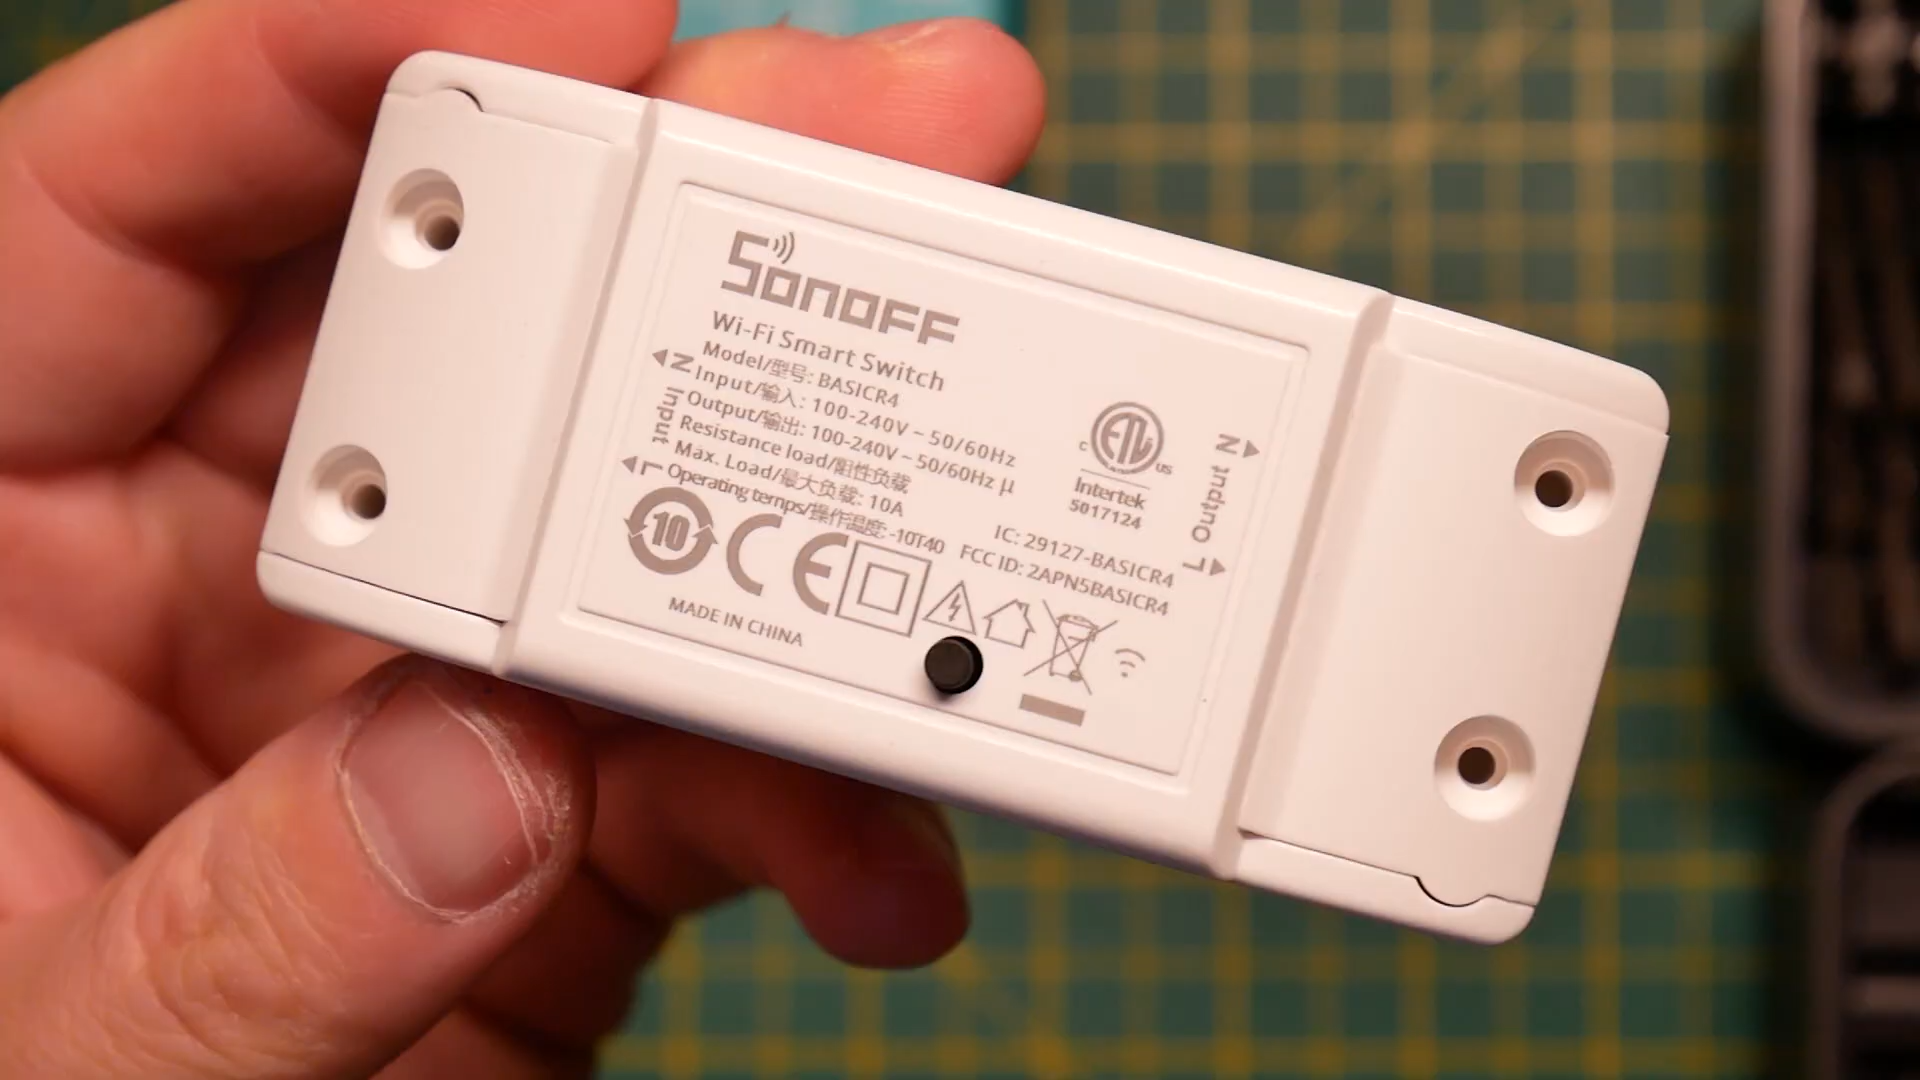 SONOFF
Wi-Fi Smart Switch
Model/型号: BASICR4
Input/输入: 100-240V ~ 50/60Hz
Output/输出: 100-240V ~ 50/60Hz µ
Resistance load/阻性负载
Max. Load/最大负载: 10A
Operating temps/操作温度: -10T40
N
Input
L
10
CE
MADE IN CHINA
c ETL us
Intertek
5017124
IC: 29127-BASICR4
FCC ID: 2APN5BASICR4
N
Output
L